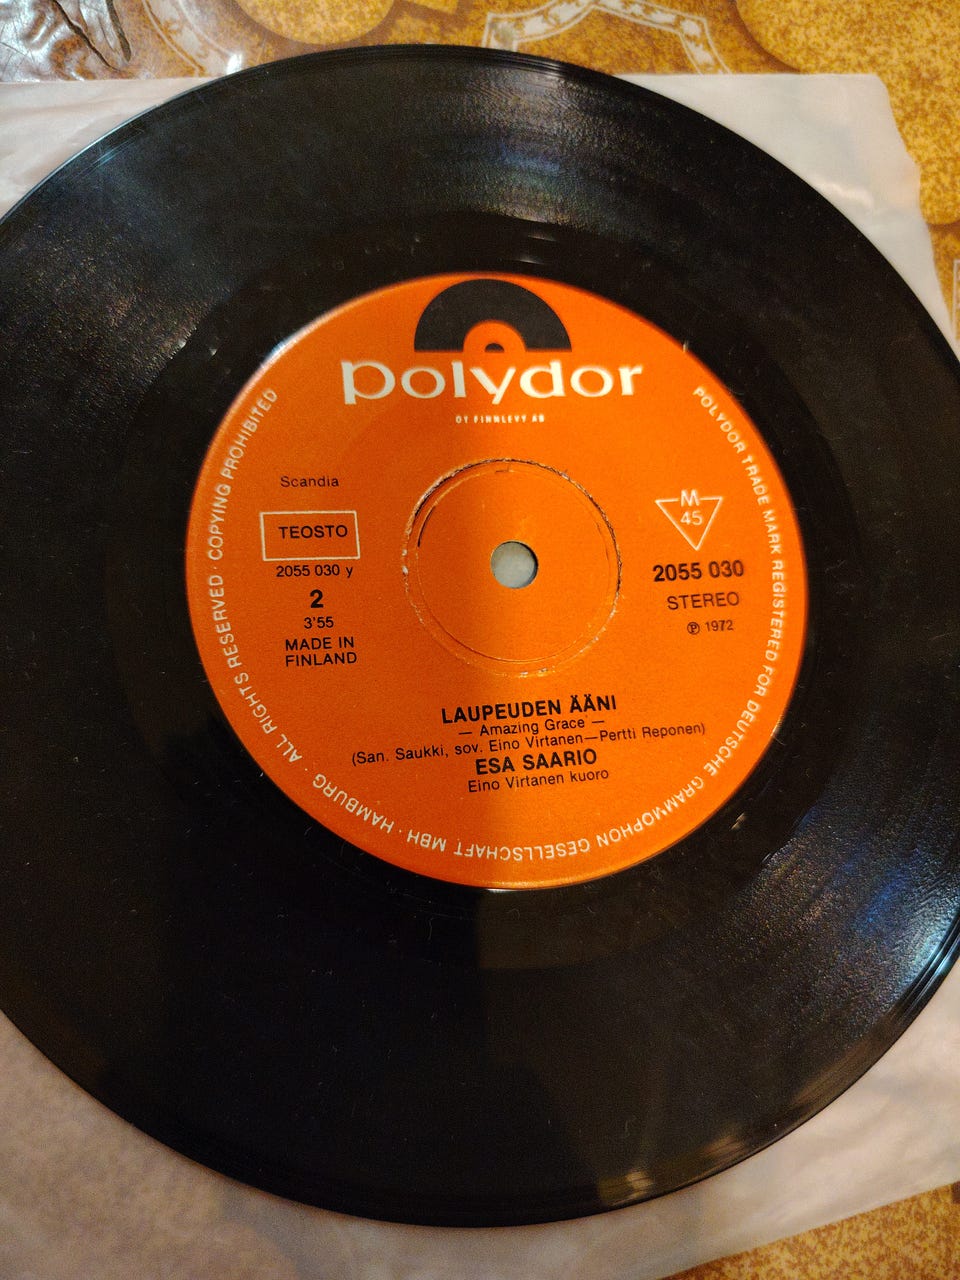 polydor
OY FINNLEVY AB
Scandia
TEOSTO
2055 030 y
2
3'55
MADE IN
FINLAND
M
45
2055 030
STEREO
℗ 1972
LAUPEUDEN ÄÄNI
— Amazing Grace —
(San. Saukki, sov. Eino Virtanen—Pertti Reponen)
ESA SAARIO
Eino Virtanen kuoro
POLYDOR TRADE MARK REGISTERED FOR DEUTSCHE GRAMMOPHON GESELLSCHAFT MBH · HAMBURG · ALL RIGHTS RESERVED · COPYING PROHIBITED